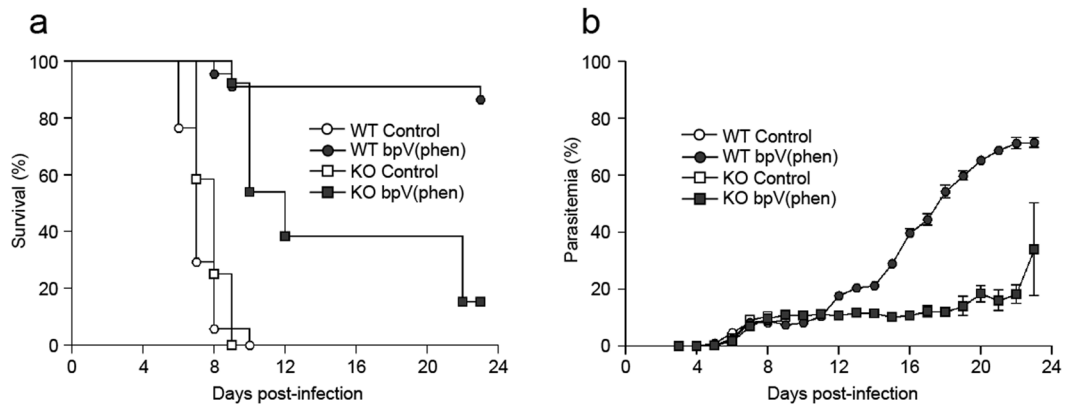 a
100
80
60
40
20
0
Survival (%)
WT Control
WT bpV(phen)
KO Control
KO bpV(phen)
0 4 8 12 16 20 24
Days post-infection
b
100
80
60
40
20
0
Parasitemia (%)
WT Control
WT bpV(phen)
KO Control
KO bpV(phen)
0 4 8 12 16 20 24
Days post-infection